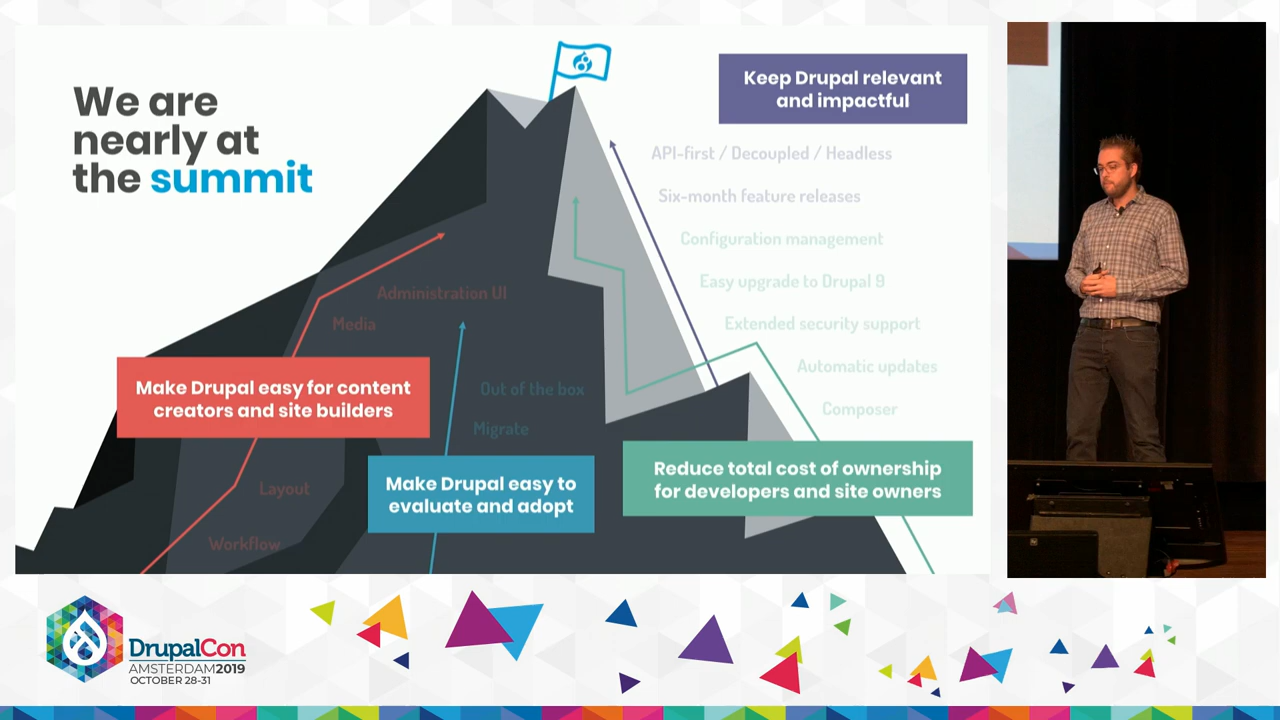 We are
nearly at
the summit
Keep Drupal relevant
and impactful
API-first / Decoupled / Headless
Six-month feature releases
Configuration management
Easy upgrade to Drupal 9
Extended security support
Automatic updates
Composer
Administration UI
Media
Make Drupal easy for content
creators and site builders
Out of the box
Migrate
Layout
Workflow
Make Drupal easy to
evaluate and adopt
Reduce total cost of ownership
for developers and site owners
DrupalCon
AMSTERDAM2019
OCTOBER 28-31